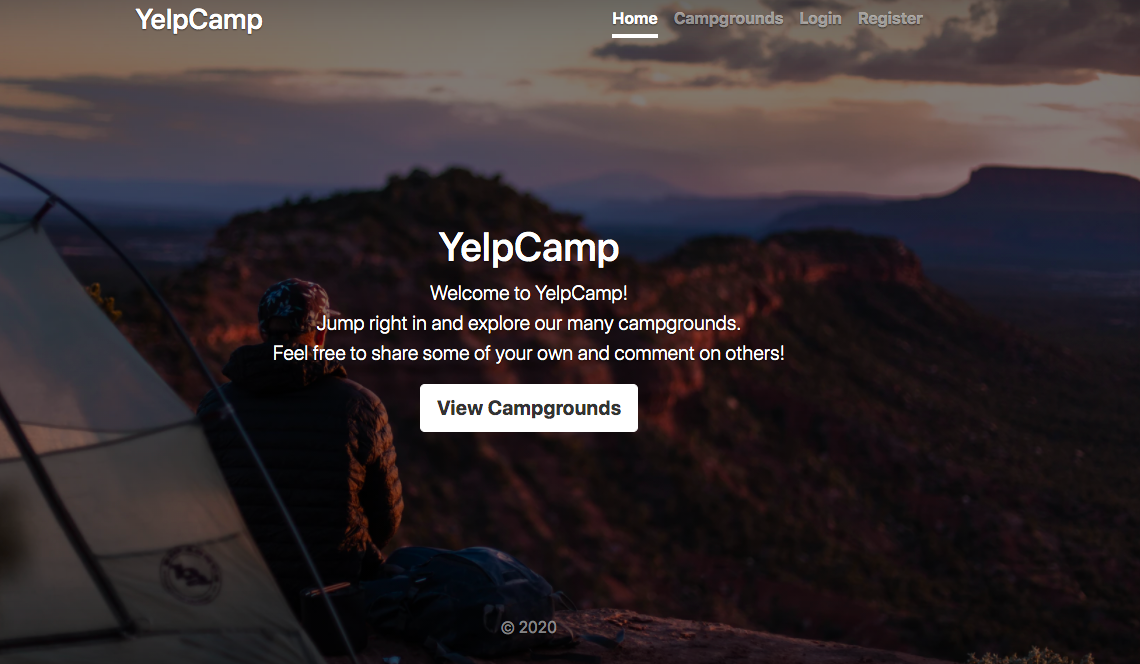 YelpCamp
Home Campgrounds Login Register
YelpCamp
Welcome to YelpCamp!
Jump right in and explore our many campgrounds.
Feel free to share some of your own and comment on others!
View Campgrounds
© 2020